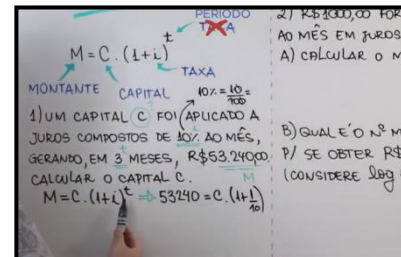 PERÍODO
TAXA
M = C . (1+i)^t
TAXA
MONTANTE CAPITAL 10% = 10/100 =
1) UM CAPITAL C FOI APLICADO A
JUROS COMPOSTOS DE 10% AO MÊS,
GERANDO, EM 3 MESES, R$53.240,00.
CALCULAR O CAPITAL C.
t
M
M = C . (1+i)^t ⇒ 53240 = C . (1+1/10)
2) R$1000,00 FOR
AO MÊS EM JUROS
A) CALCULAR O M
B) QUAL É O Nº M
P/ SE OBTER R$
(CONSIDERE log